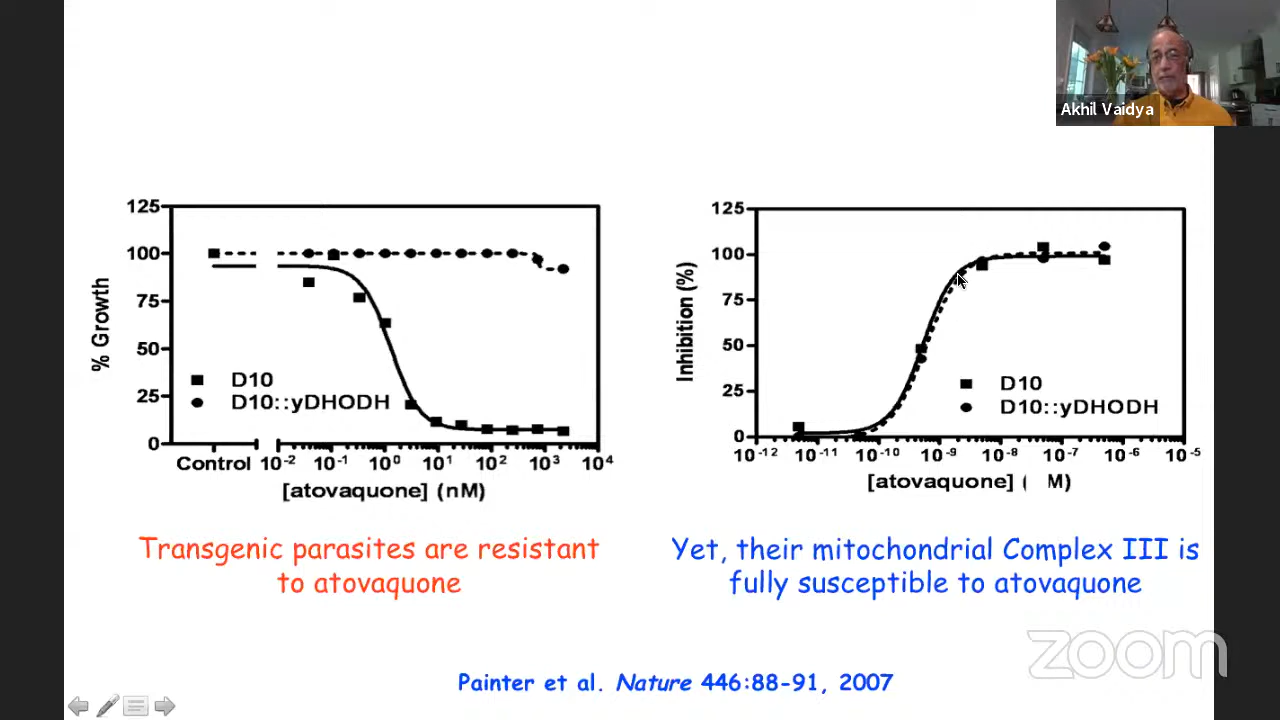 Akhil Vaidya
125
100
75
50
25
0
% Growth
D10
D10::yDHODH
Control 10-2 10-1 100 101 102 103 104
[atovaquone] (nM)
Transgenic parasites are resistant
to atovaquone
125
100
75
50
25
0
Inhibition (%)
D10
D10::yDHODH
10-12 10-11 10-10 10-9 10-8 10-7 10-6 10-5
[atovaquone] ( M)
Yet, their mitochondrial Complex III is
fully susceptible to atovaquone
zoom
Painter et al. Nature 446:88-91, 2007